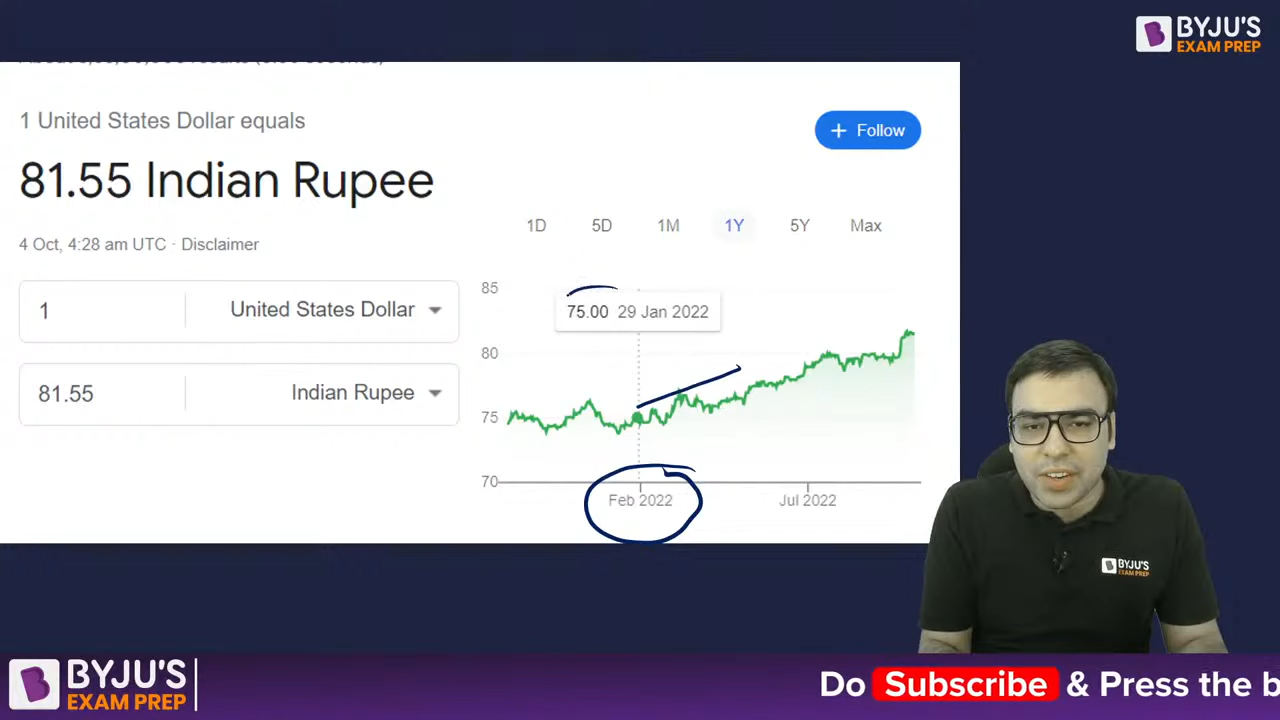 BYJU'S
EXAM PREP
1 United States Dollar equals
81.55 Indian Rupee
4 Oct, 4:28 am UTC · Disclaimer
+ Follow
1D 5D 1M 1Y 5Y Max
1 United States Dollar
81.55 Indian Rupee
85
75.00 29 Jan 2022
80
75
70
Feb 2022 Jul 2022
BYJU'S
EXAM PREP
BYJU'S
EXAM PREP
Do Subscribe & Press the b